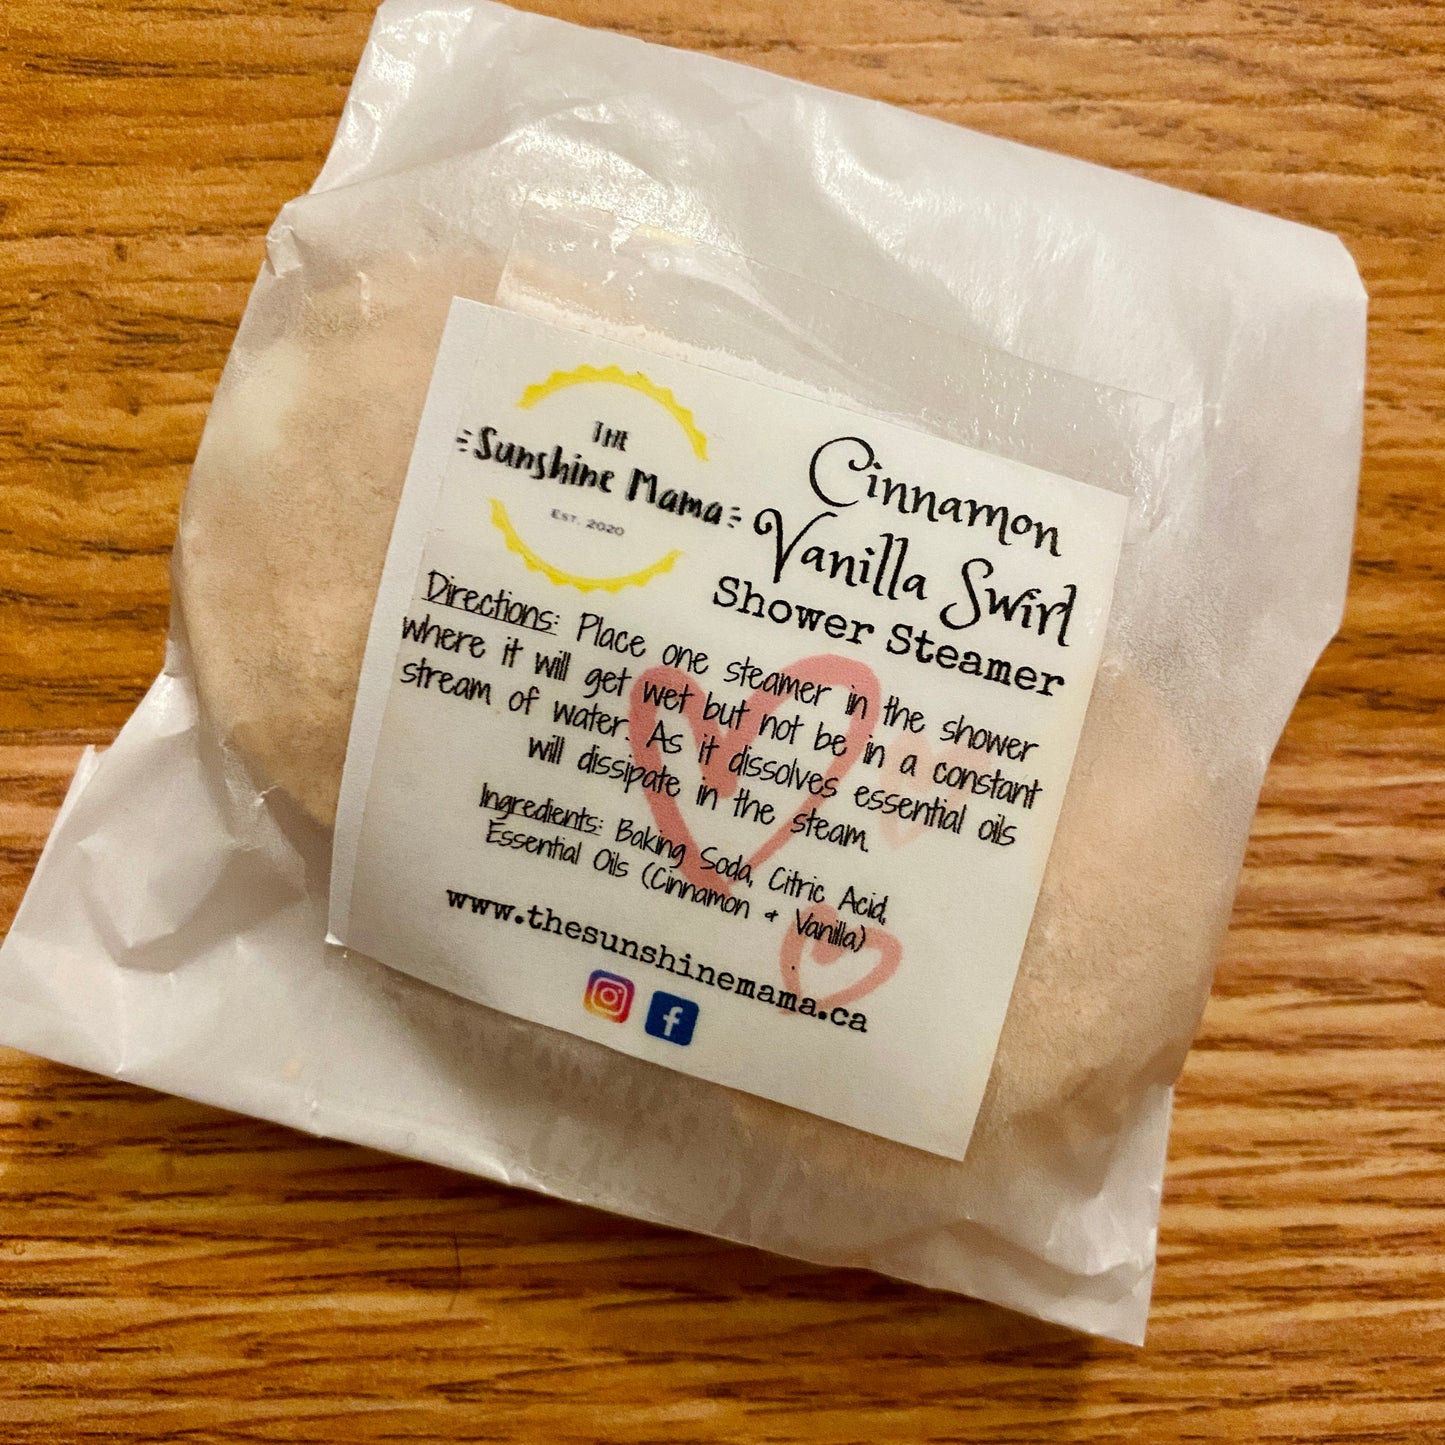 THE
Sunshine Mama
EST. 2020
Cinnamon
Vanilla Swirl
Shower Steamer
Directions: Place one steamer in the shower
where it will get wet but not be in a constant
stream of water. As it dissolves essential oils
will dissipate in the steam.
Ingredients: Baking Soda, Citric Acid,
Essential Oils (Cinnamon + Vanilla)
www.thesunshinemama.ca